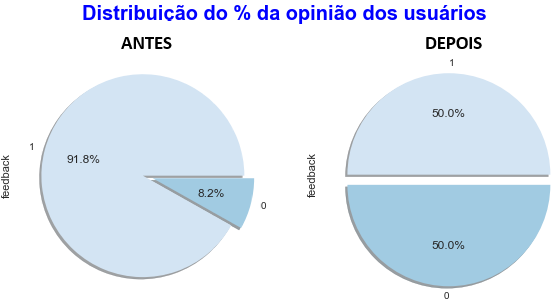 Distribuição do % da opinião dos usuários
ANTES
1
91.8%
8.2%
0
feedback
DEPOIS
1
50.0%
50.0%
0
feedback